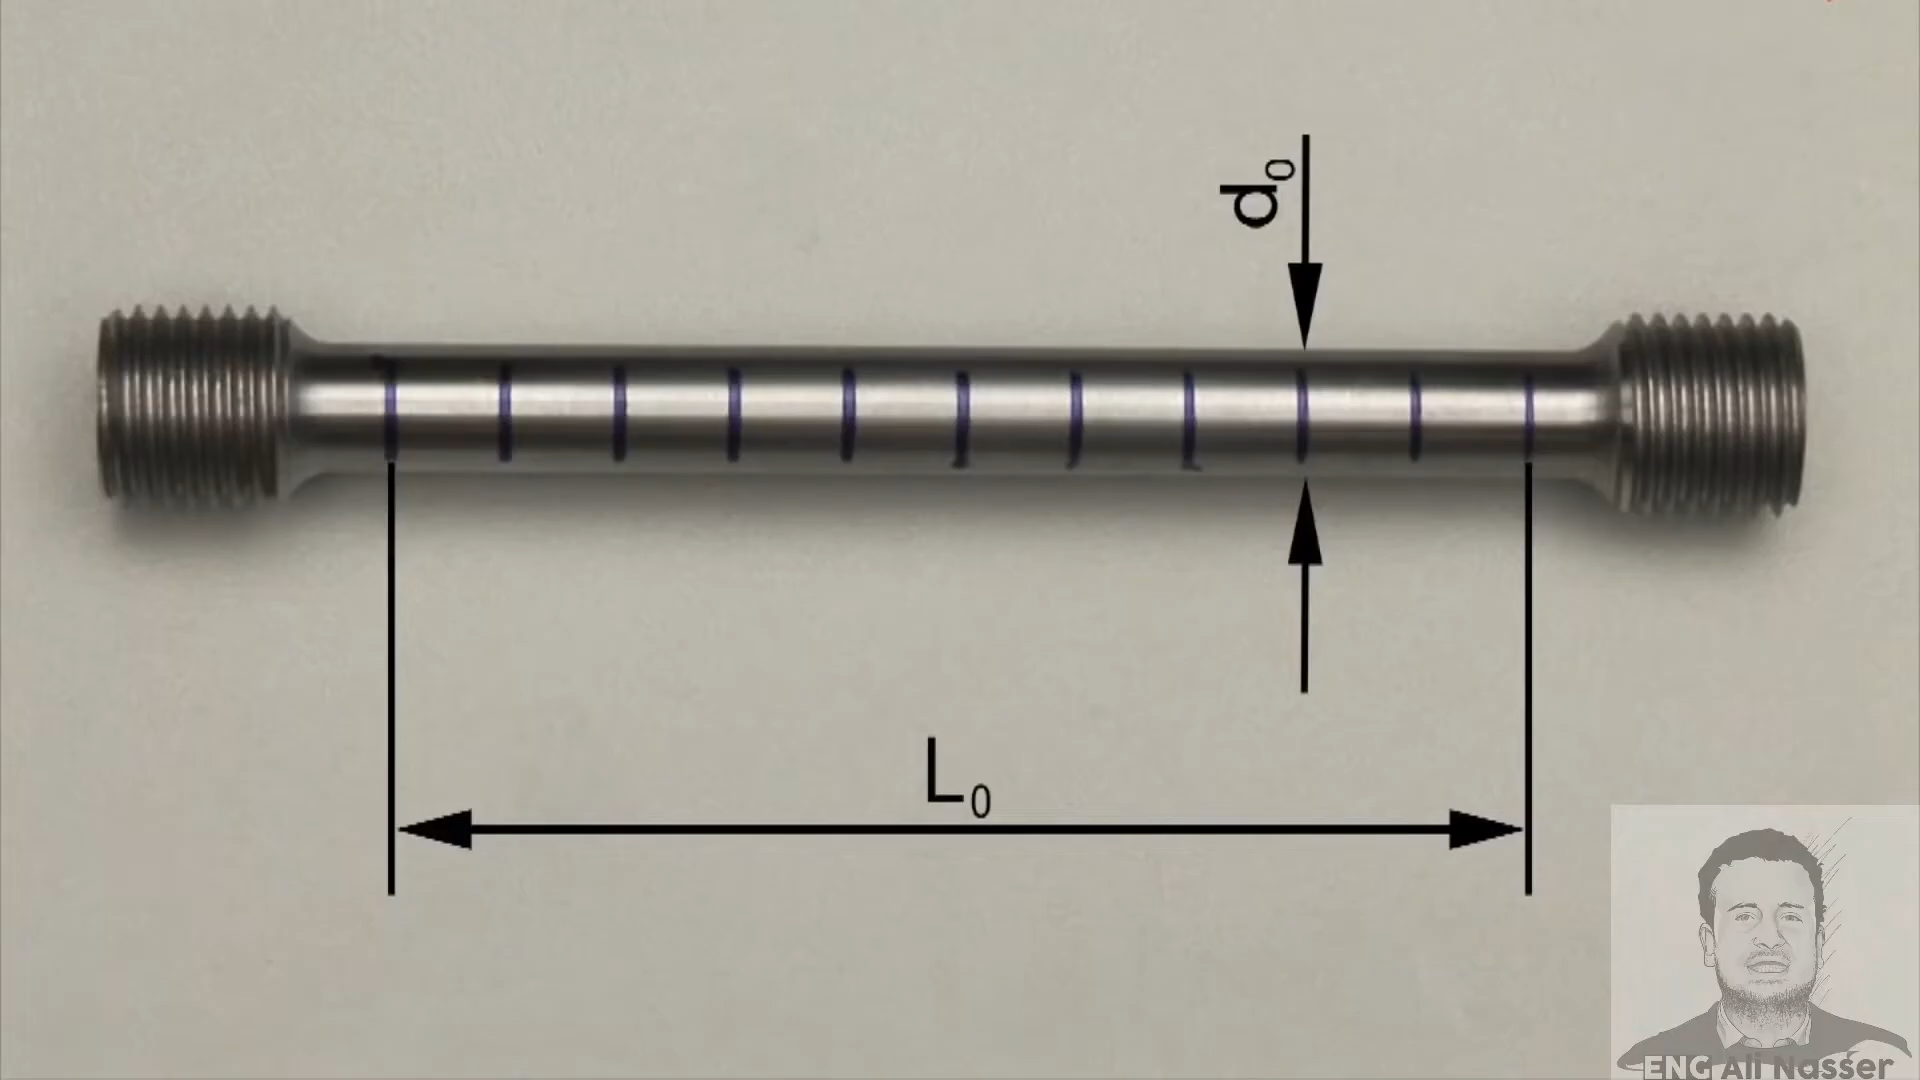 d₀
L₀
ENG Ali Nasser